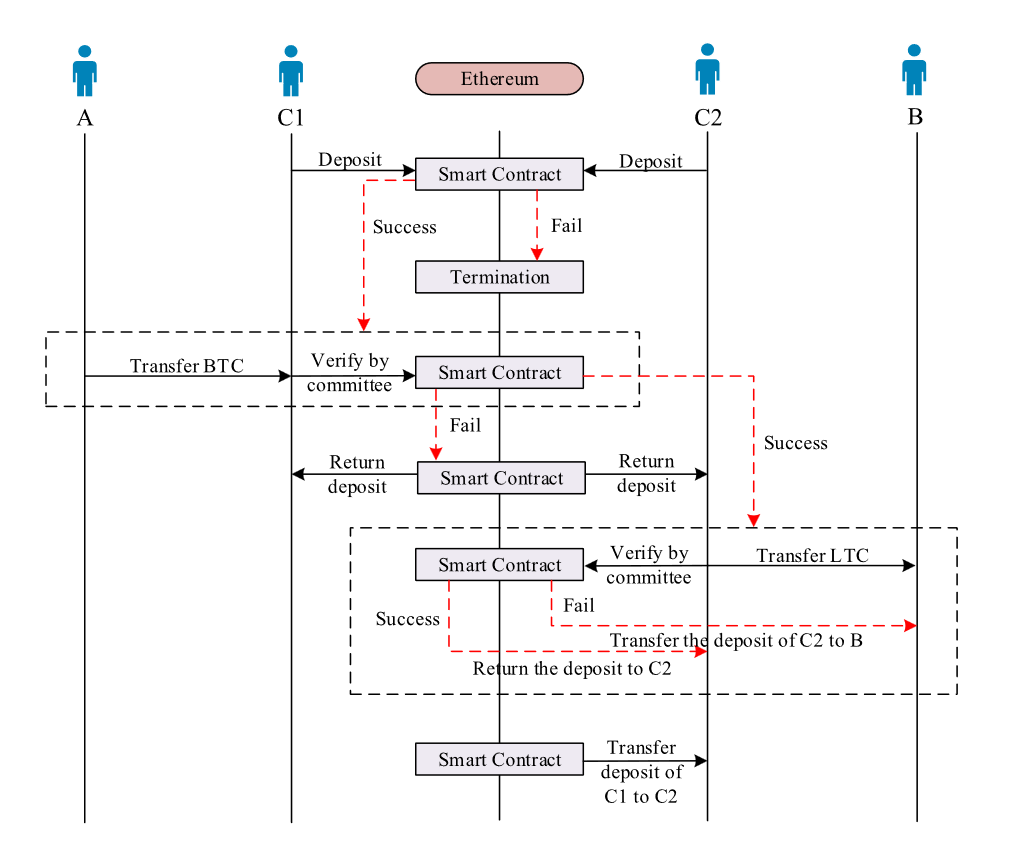 Ethereum
A
C1
C2
B
Deposit
Smart Contract
Deposit
Success
Fail
Termination
Transfer BTC
Verify by
committee
Smart Contract
Fail
Success
Return
deposit
Smart Contract
Return
deposit
Smart Contract
Verify by
committee
Transfer LTC
Success
Fail
Transfer the deposit of C2 to B
Return the deposit to C2
Smart Contract
Transfer
deposit of
C1 to C2